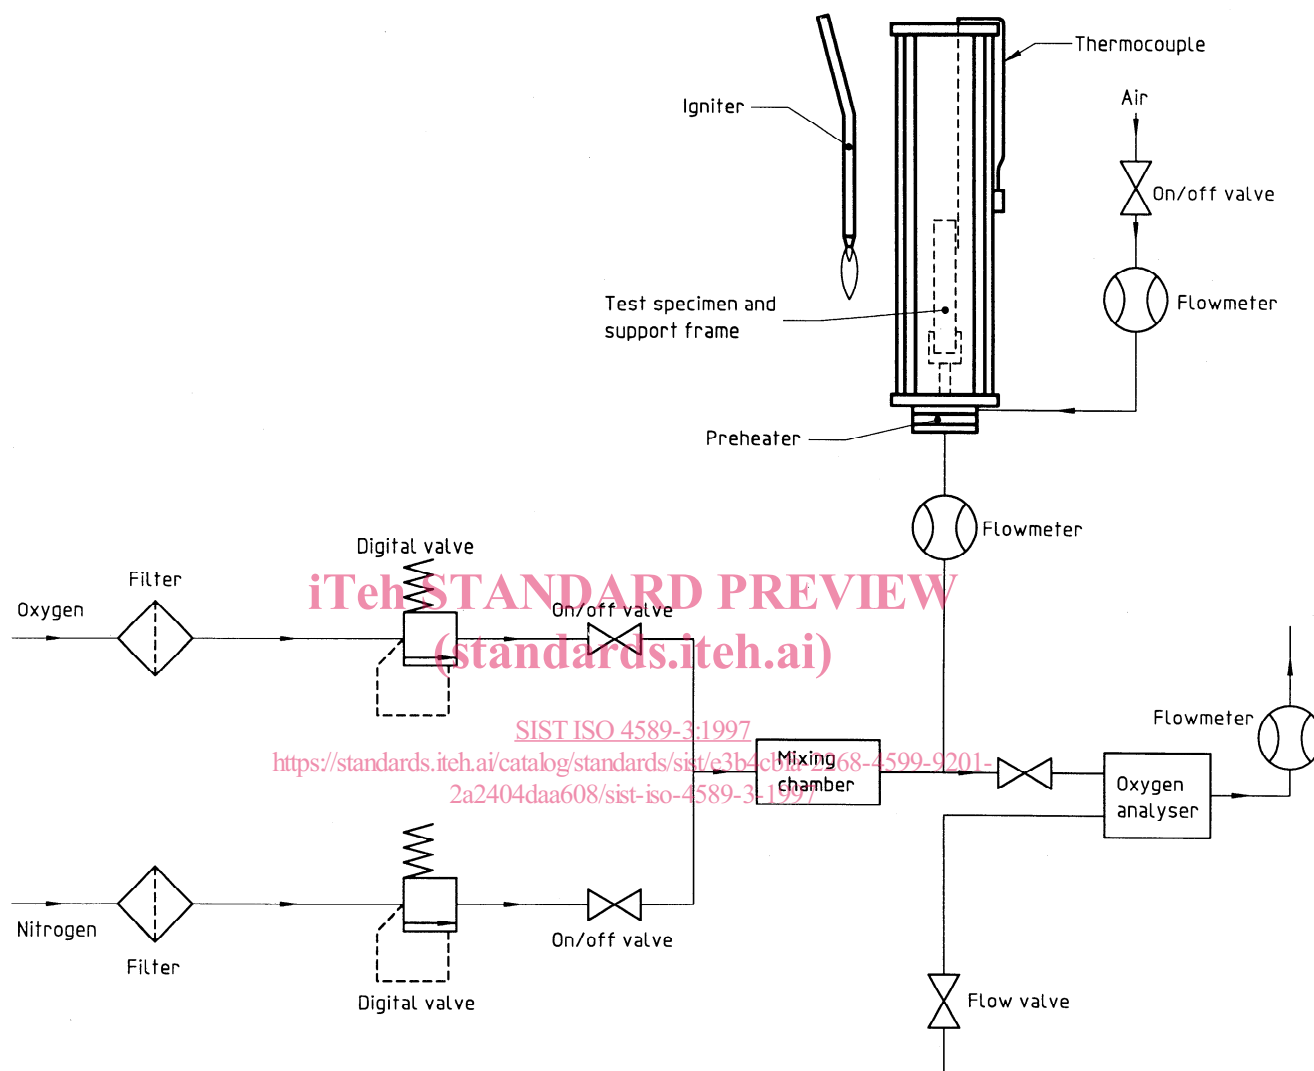 Thermocouple
Air
Igniter
On/off valve
Test specimen and
support frame
Flowmeter
Preheater
Flowmeter
Digital valve
Filter
iTeh STANDARD PREVIEW
Oxygen
On/off valve
(standards.iteh.ai)
Flowmeter
SIST ISO 4589-3:1997
Mixing
chamber
https://standards.iteh.ai/catalog/standards/sist/e3b4cbfa-2268-4599-9201-
2a2404daa608/sist-iso-4589-3-1997
Oxygen
analyser
Nitrogen
Filter
On/off valve
Digital valve
Flow valve